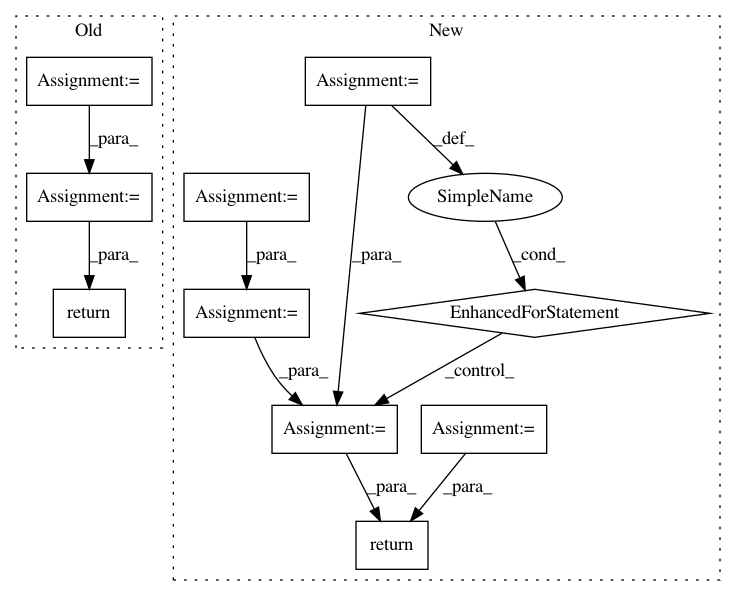 Old
New
Assignment:=
Assignment:=
_para_
_def_
Assignment:=
Assignment:=
SimpleName
_para_
_para_
_para_
_cond_
return
Assignment:=
EnhancedForStatement
_para_
_control_
Assignment:=
Assignment:=
_para_
_para_
return